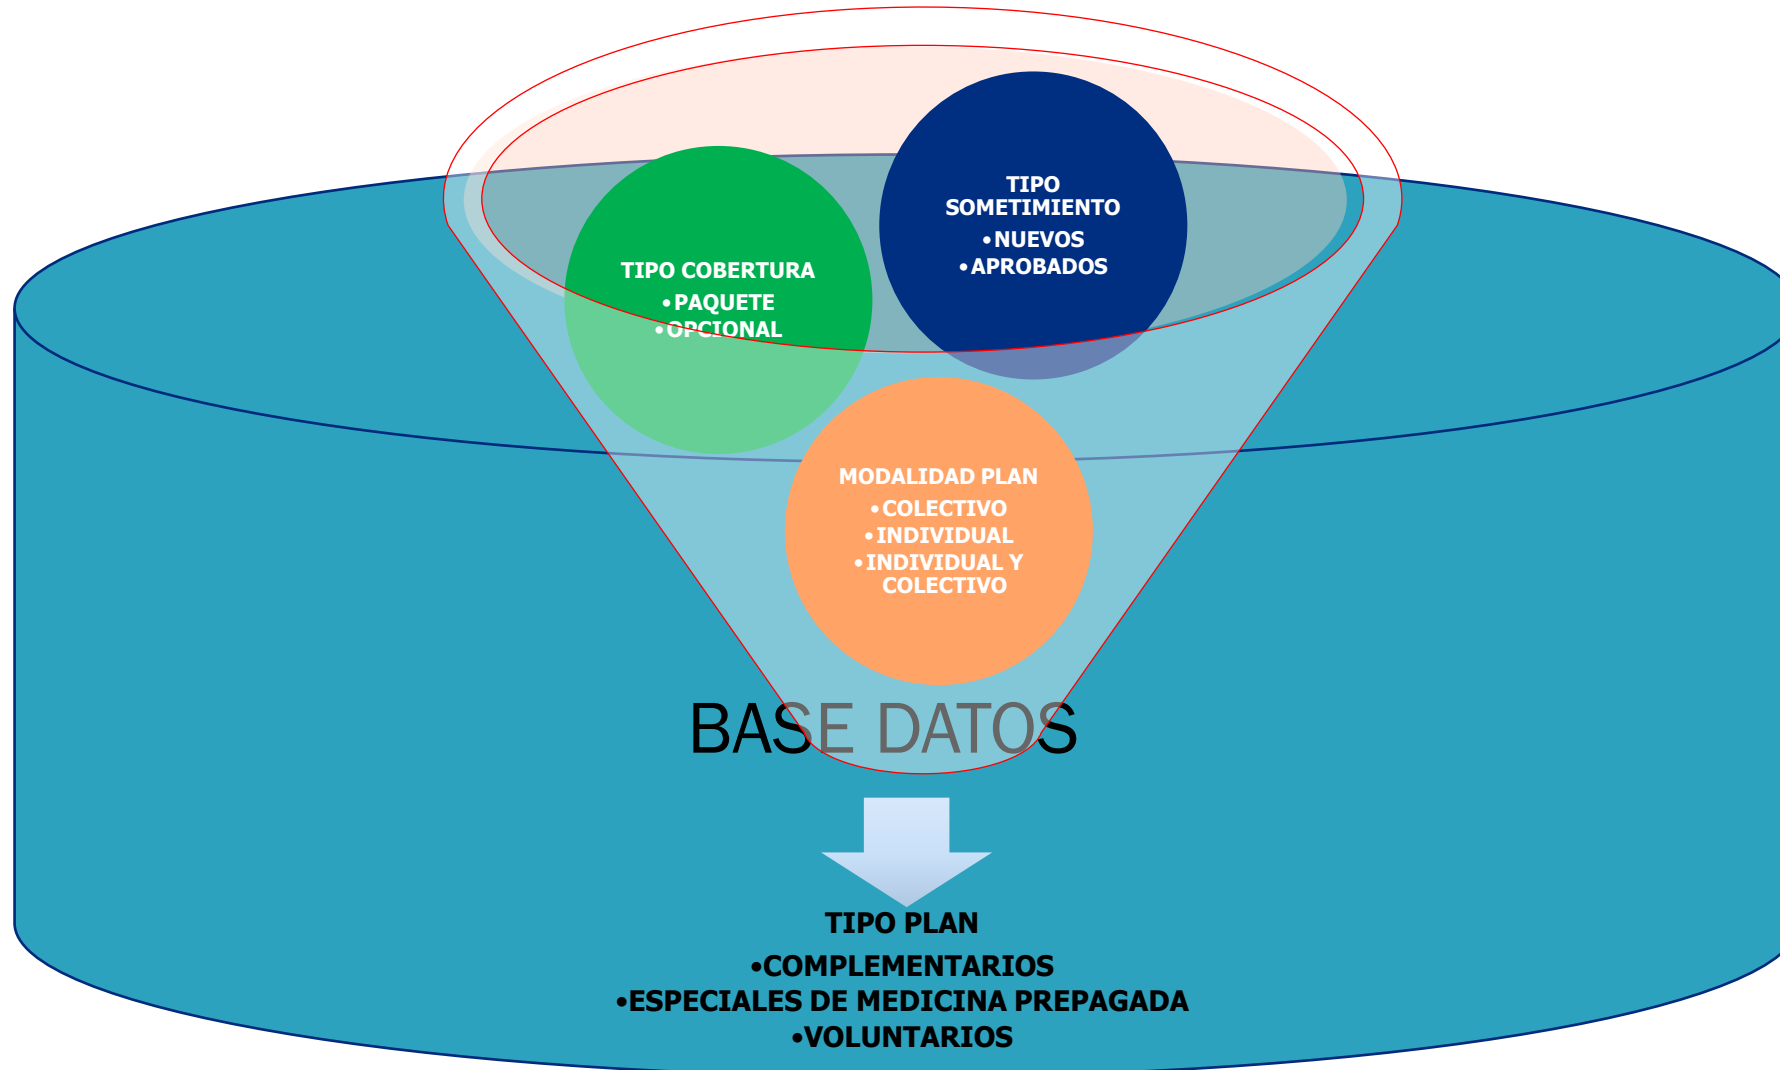 TIPO
SOMETIMIENTO
•NUEVOS
•APROBADOS
TIPO COBERTURA
•PAQUETE
•OPCIONAL
MODALIDAD PLAN
•COLECTIVO
•INDIVIDUAL
•INDIVIDUAL Y
COLECTIVO
BASE DATOS
TIPO PLAN
•COMPLEMENTARIOS
•ESPECIALES DE MEDICINA PREPAGADA
•VOLUNTARIOS